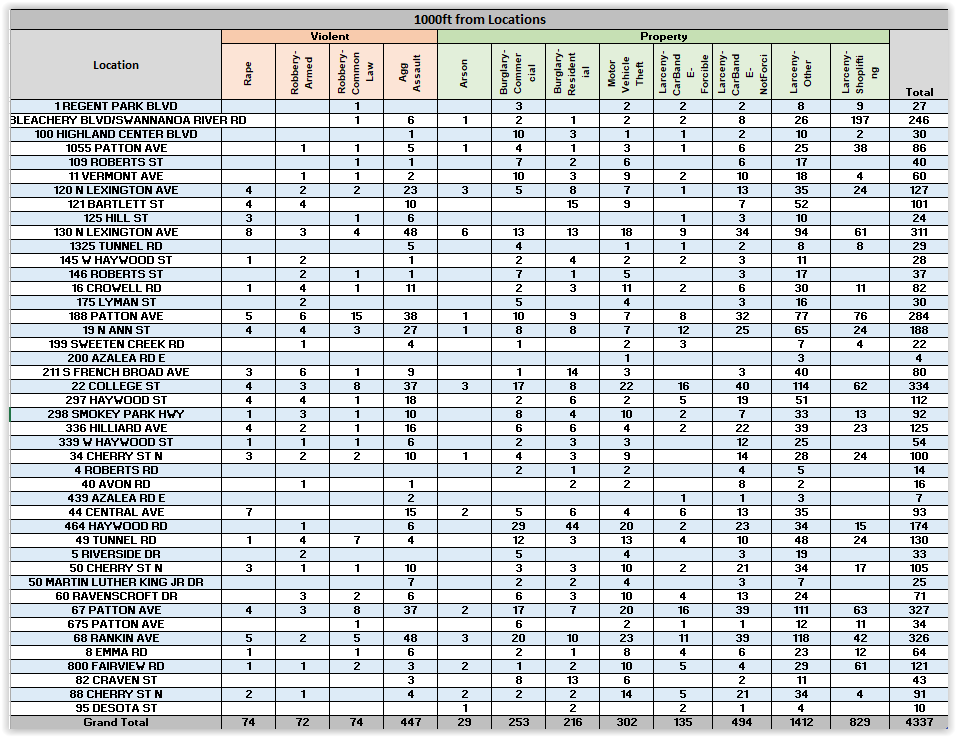 1000ft from Locations
Violent Property
Location Rape Robbery-Armed Robbery-Common Law Agg Assault Arson Burglary-Commercial Burglary-Residential Motor Vehicle Theft Larceny-CarBandE-Forcible Larceny-CarBandE-NotForci Larceny-Other Larceny-Shoplifting Total
1 REGENT PARK BLVD 1 3 2 2 2 8 9 27
BLEACHERY BLVD/SWANNANOA RIVER RD 1 6 1 2 1 2 2 8 26 197 246
100 HIGHLAND CENTER BLVD 1 10 3 1 1 2 10 2 30
1055 PATTON AVE 1 1 5 1 4 1 3 1 6 25 38 86
109 ROBERTS ST 1 1 7 2 6 6 17 40
11 VERMONT AVE 1 1 2 10 3 9 2 10 18 4 60
120 N LEXINGTON AVE 4 2 2 23 3 5 8 7 1 13 35 24 127
121 BARTLETT ST 4 4 10 15 9 7 52 101
125 HILL ST 3 1 6 1 3 10 24
130 N LEXINGTON AVE 8 3 4 48 6 13 13 18 9 34 94 61 311
1325 TUNNEL RD 5 4 1 1 2 8 8 29
145 W HAYWOOD ST 1 2 1 2 4 2 2 3 11 28
146 ROBERTS ST 2 1 1 7 1 5 3 17 37
16 CROWELL RD 1 4 1 11 2 3 11 2 6 30 11 82
175 LYMAN ST 2 5 4 3 16 30
188 PATTON AVE 5 6 15 38 1 10 9 7 8 32 77 76 284
19 N ANN ST 4 4 3 27 1 8 8 7 12 25 65 24 188
199 SWEETEN CREEK RD 1 4 1 2 3 7 4 22
200 AZALEA RD E 1 3 4
211 S FRENCH BROAD AVE 3 6 1 9 1 14 3 3 40 80
22 COLLEGE ST 4 3 8 37 3 17 8 22 16 40 114 62 334
297 HAYWOOD ST 4 4 1 18 2 6 2 5 19 51 112
298 SMOKEY PARK HWY 1 3 1 10 8 4 10 2 7 33 13 92
336 HILLIARD AVE 4 2 1 16 6 6 4 2 22 39 23 125
339 W HAYWOOD ST 1 1 1 6 2 3 3 12 25 54
34 CHERRY ST N 3 2 2 10 1 4 3 9 14 28 24 100
4 ROBERTS RD 2 1 2 4 5 14
40 AVON RD 1 1 2 2 8 2 16
439 AZALEA RD E 2 1 1 3 7
44 CENTRAL AVE 7 15 2 5 6 4 6 13 35 93
464 HAYWOOD RD 1 6 29 44 20 2 23 34 15 174
49 TUNNEL RD 1 4 7 4 12 3 13 4 10 48 24 130
5 RIVERSIDE DR 2 5 4 3 19 33
50 CHERRY ST N 3 1 1 10 3 3 10 2 21 34 17 105
50 MARTIN LUTHER KING JR DR 7 2 2 4 3 7 25
60 RAVENSCROFT DR 3 2 6 6 3 10 4 13 24 71
67 PATTON AVE 4 3 8 37 2 17 7 20 16 39 111 63 327
675 PATTON AVE 1 6 2 1 1 12 11 34
68 RANKIN AVE 5 2 5 48 3 20 10 23 11 39 118 42 326
8 EMMA RD 1 1 6 2 1 8 4 6 23 12 64
800 FAIRVIEW RD 1 1 2 3 2 1 2 10 5 4 29 61 121
82 CRAVEN ST 3 8 13 6 2 11 43
88 CHERRY ST N 2 1 4 2 2 2 14 5 21 34 4 91
95 DESOTA ST 1 2 2 1 4 10
Grand Total 74 72 74 447 29 253 216 302 135 494 1412 829 4337